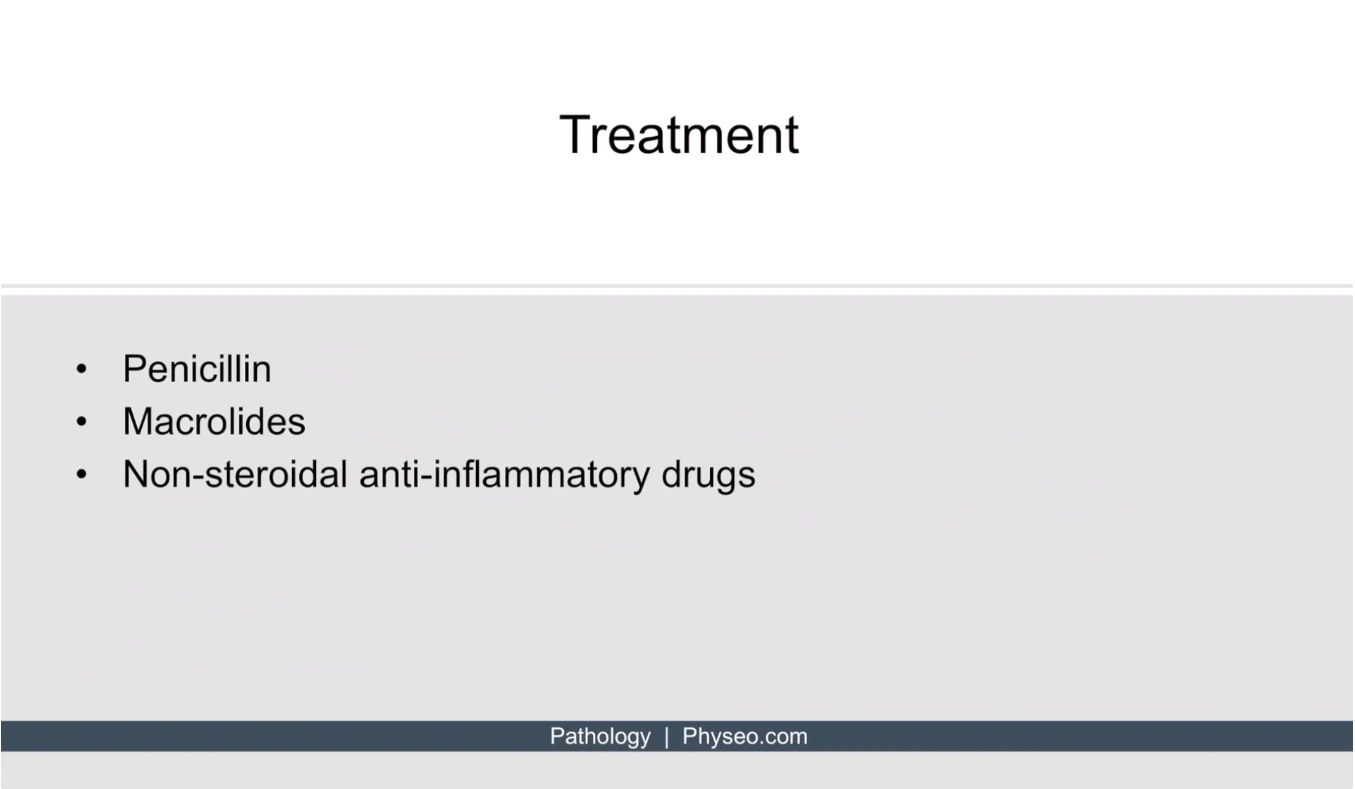 Treatment
• Penicillin
• Macrolides
• Non-steroidal anti-inflammatory drugs
Pathology | Physeo.com